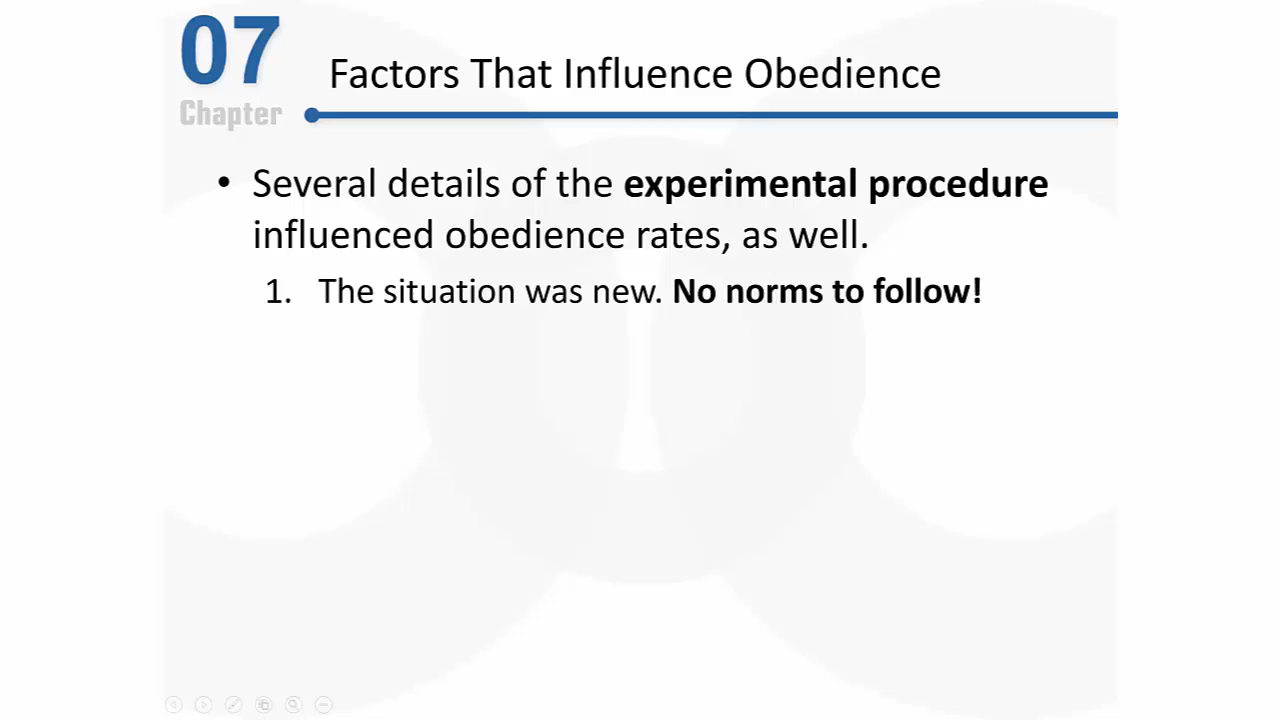 07
Chapter
Factors That Influence Obedience
• Several details of the experimental procedure
influenced obedience rates, as well.
1. The situation was new. No norms to follow!